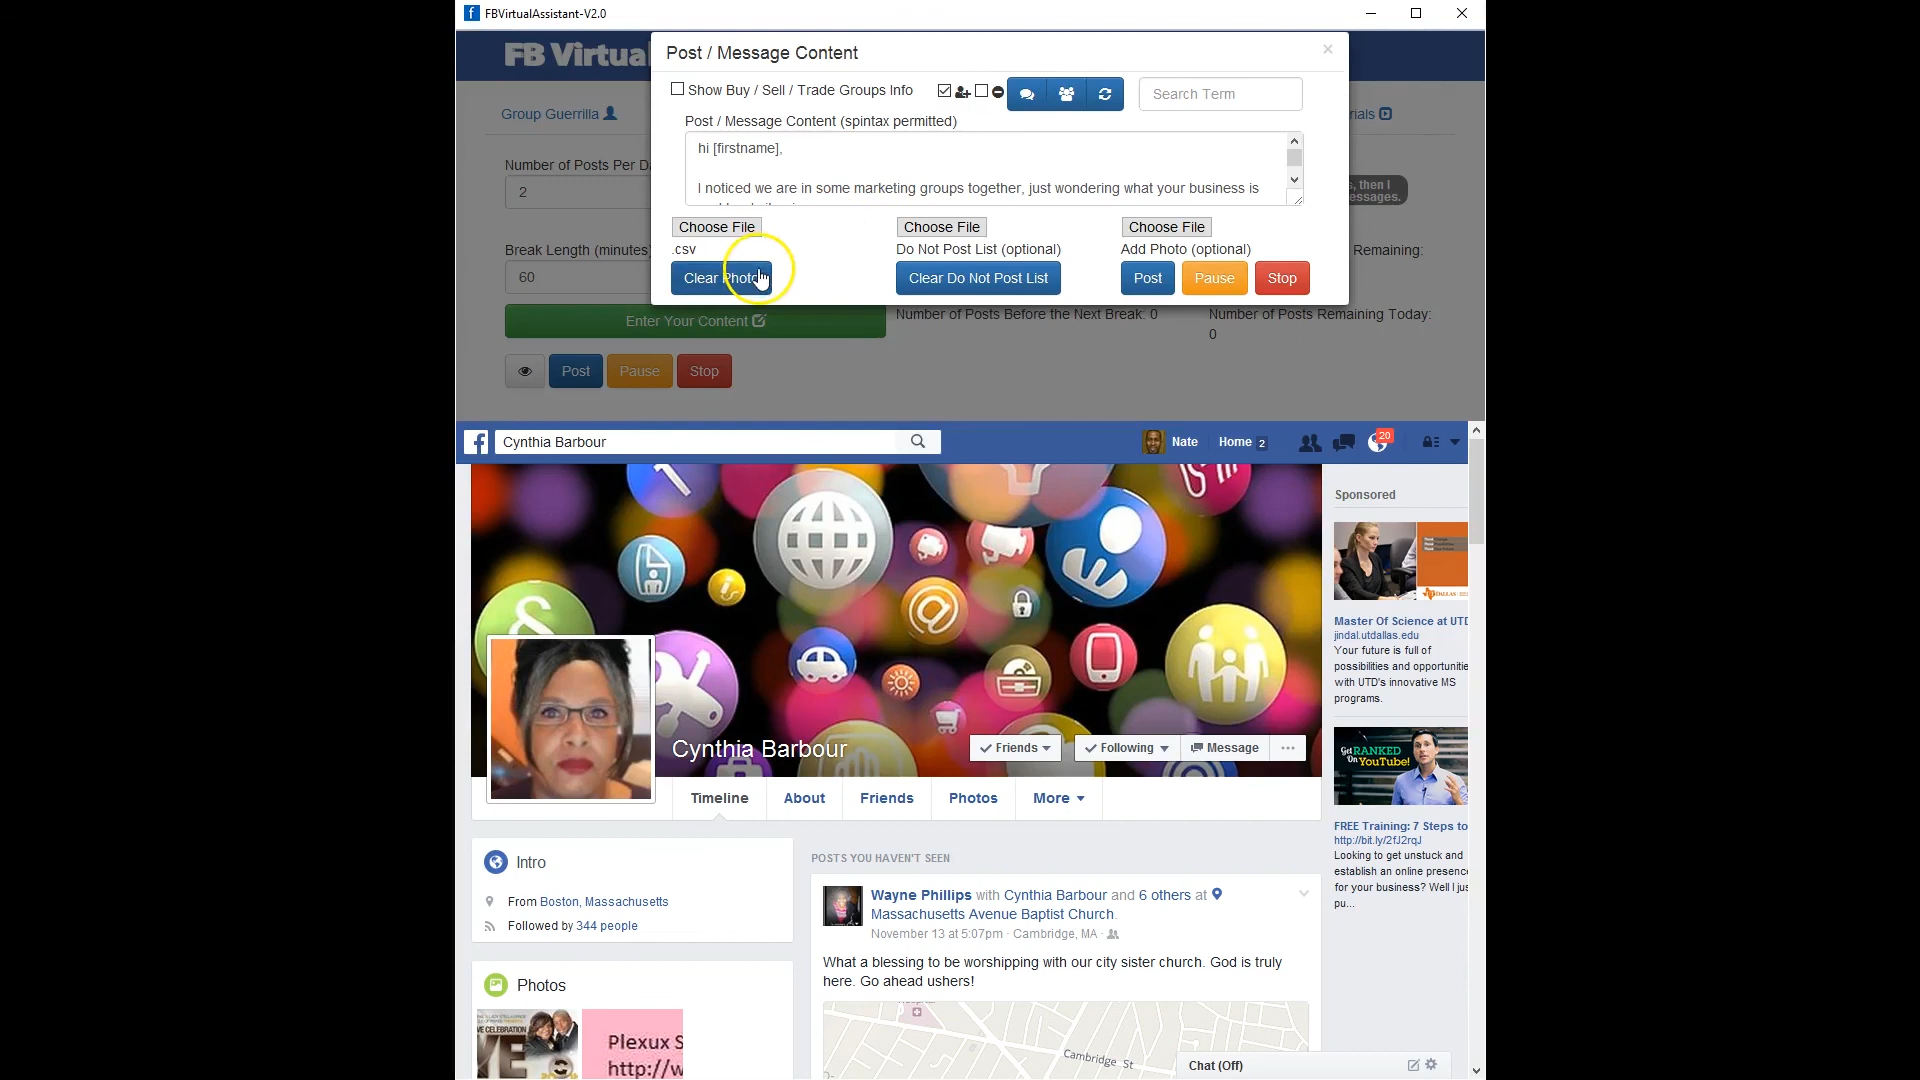 FBVirtualAssistant-V2.0
FB Virtua
Post / Message Content
Show Buy / Sell / Trade Groups Info
Search Term
Post / Message Content (spintax permitted)
hi [firstname],
I noticed we are in some marketing groups together, just wondering what your business is
Choose File
Choose File
Choose File
.csv
Do Not Post List (optional)
Add Photo (optional)
Clear Photo
Clear Do Not Post List
Post
Pause
Stop
Group Guerrilla
rials
Number of Posts Per D
2
s, then I
essages.
Break Length (minutes)
Remaining:
60
Enter Your Content
Number of Posts Before the Next Break: 0
Number of Posts Remaining Today:
0
Post
Pause
Stop
Cynthia Barbour
Nate
Home 2
20
Cynthia Barbour
Friends
Following
Message
Timeline
About
Friends
Photos
More
Intro
From Boston, Massachusetts
Followed by 344 people
Photos
E CELEBRATION
Plexux S
http://w
POSTS YOU HAVEN'T SEEN
Wayne Phillips with Cynthia Barbour and 6 others at
Massachusetts Avenue Baptist Church.
November 13 at 5:07pm · Cambridge, MA ·
What a blessing to be worshipping with our city sister church. God is truly
here. Go ahead ushers!
Cambridge St
Sponsored
DALLAS
Master Of Science at UTD
jindal.utdallas.edu
Your future is full of
possibilities and opportunitie
with UTD's innovative MS
programs.
Get RANKED
On YouTube!
FREE Training: 7 Steps to
http://bit.ly/2fJ2rqJ
Looking to get unstuck and
establish an online presence
for your business? Well I jus
pu...
Chat (Off)